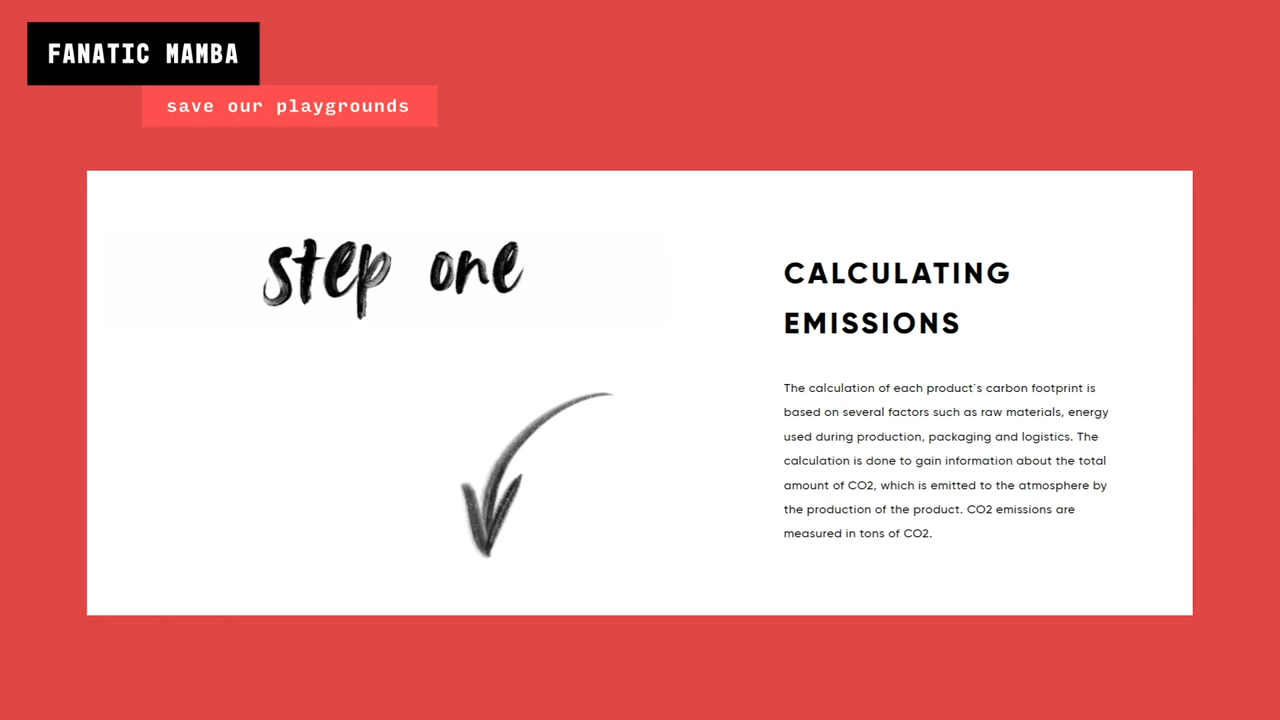 FANATIC MAMBA
save our playgrounds
step one
CALCULATING
EMISSIONS
The calculation of each product´s carbon footprint is
based on several factors such as raw materials, energy
used during production, packaging and logistics. The
calculation is done to gain information about the total
amount of CO2, which is emitted to the atmosphere by
the production of the product. CO2 emissions are
measured in tons of CO2.